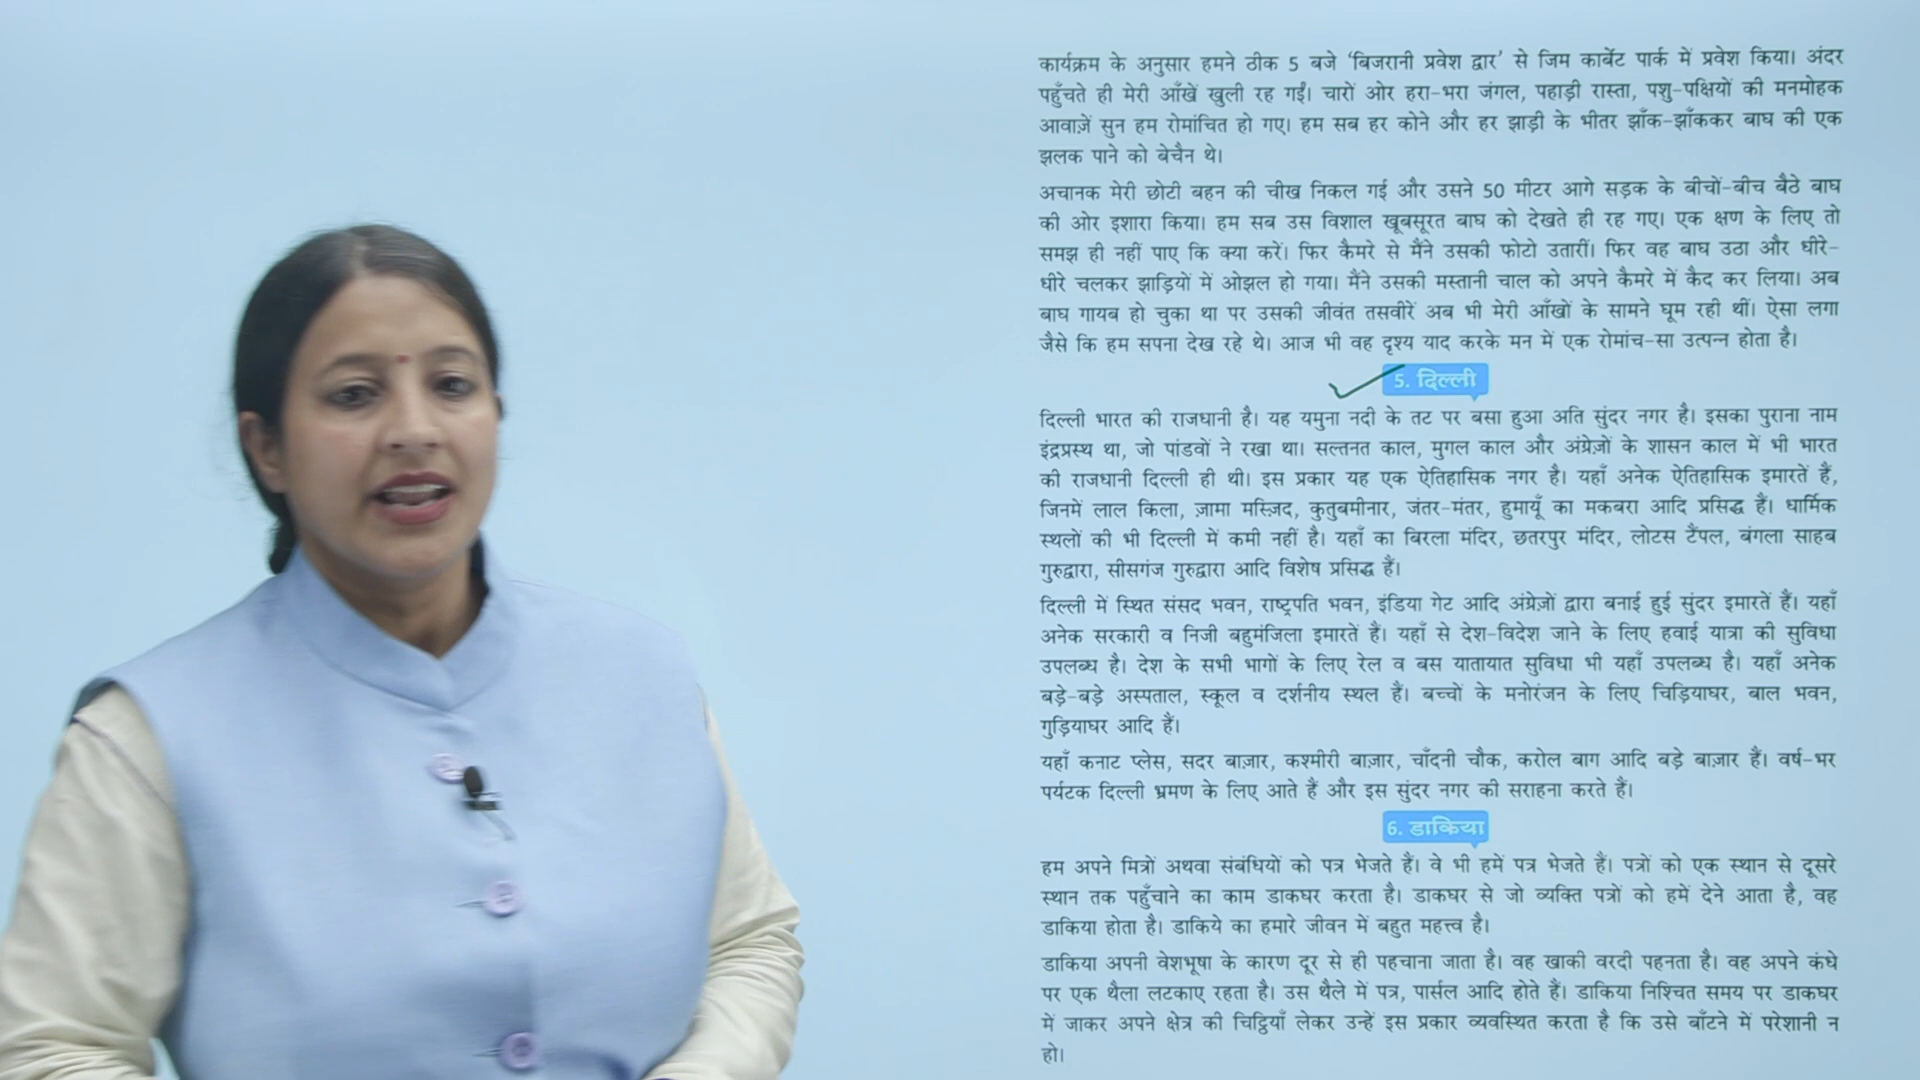 कार्यक्रम के अनुसार हमने ठीक 5 बजे ‘बिजरानी प्रवेश द्वार’ से जिम कार्बेट पार्क में प्रवेश किया। अंदर
पहुँचते ही मेरी आँखें खुली रह गईं। चारों ओर हरा-भरा जंगल, पहाड़ी रास्ता, पशु-पक्षियों की मनमोहक
आवाज़ें सुन हम रोमांचित हो गए। हम सब हर कोने और हर झाड़ी के भीतर झाँक-झाँककर बाघ की एक
झलक पाने को बेचैन थे।
अचानक मेरी छोटी बहन की चीख निकल गई और उसने 50 मीटर आगे सड़क के बीचों-बीच बैठे बाघ
की ओर इशारा किया। हम सब उस विशाल खूबसूरत बाघ को देखते ही रह गए। एक क्षण के लिए तो
समझ ही नहीं पाए कि क्या करें। फिर कैमरे से मैंने उसकी फोटो उतारीं। फिर वह बाघ उठा और धीरे-
धीरे चलकर झाड़ियों में ओझल हो गया। मैंने उसकी मस्तानी चाल को अपने कैमरे में कैद कर लिया। अब
बाघ गायब हो चुका था पर उसकी जीवंत तसवीरें अब भी मेरी आँखों के सामने घूम रही थीं। ऐसा लगा
जैसे कि हम सपना देख रहे थे। आज भी वह दृश्य याद करके मन में एक रोमांच-सा उत्पन्न होता है।
5. दिल्ली
दिल्ली भारत की राजधानी है। यह यमुना नदी के तट पर बसा हुआ अति सुंदर नगर है। इसका पुराना नाम
इंद्रप्रस्थ था, जो पांडवों ने रखा था। सल्तनत काल, मुगल काल और अंग्रेज़ों के शासन काल में भी भारत
की राजधानी दिल्ली ही थी। इस प्रकार यह एक ऐतिहासिक नगर है। यहाँ अनेक ऐतिहासिक इमारतें हैं,
जिनमें लाल किला, ज़ामा मस्ज़िद, कुतुबमीनार, जंतर-मंतर, हुमायूँ का मकबरा आदि प्रसिद्ध हैं। धार्मिक
स्थलों की भी दिल्ली में कमी नहीं है। यहाँ का बिरला मंदिर, छतरपुर मंदिर, लोटस टैंपल, बंगला साहब
गुरुद्वारा, सीसगंज गुरुद्वारा आदि विशेष प्रसिद्ध हैं।
दिल्ली में स्थित संसद भवन, राष्ट्रपति भवन, इंडिया गेट आदि अंग्रेज़ों द्वारा बनाई हुई सुंदर इमारतें हैं। यहाँ
अनेक सरकारी व निजी बहुमंजिला इमारतें हैं। यहाँ से देश-विदेश जाने के लिए हवाई यात्रा की सुविधा
उपलब्ध है। देश के सभी भागों के लिए रेल व बस यातायात सुविधा भी यहाँ उपलब्ध है। यहाँ अनेक
बड़े-बड़े अस्पताल, स्कूल व दर्शनीय स्थल हैं। बच्चों के मनोरंजन के लिए चिड़ियाघर, बाल भवन,
गुड़ियाघर आदि हैं।
यहाँ कनाट प्लेस, सदर बाज़ार, कश्मीरी बाज़ार, चाँदनी चौक, करोल बाग आदि बड़े बाज़ार हैं। वर्ष-भर
पर्यटक दिल्ली भ्रमण के लिए आते हैं और इस सुंदर नगर की सराहना करते हैं।
6. डाकिया
हम अपने मित्रों अथवा संबंधियों को पत्र भेजते हैं। वे भी हमें पत्र भेजते हैं। पत्रों को एक स्थान से दूसरे
स्थान तक पहुँचाने का काम डाकघर करता है। डाकघर से जो व्यक्ति पत्रों को हमें देने आता है, वह
डाकिया होता है। डाकिये का हमारे जीवन में बहुत महत्त्व है।
डाकिया अपनी वेशभूषा के कारण दूर से ही पहचाना जाता है। वह खाकी वरदी पहनता है। वह अपने कंधे
पर एक थैला लटकाए रहता है। उस थैले में पत्र, पार्सल आदि होते हैं। डाकिया निश्चित समय पर डाकघर
में जाकर अपने क्षेत्र की चिट्ठियाँ लेकर उन्हें इस प्रकार व्यवस्थित करता है कि उसे बाँटने में परेशानी न
हो।